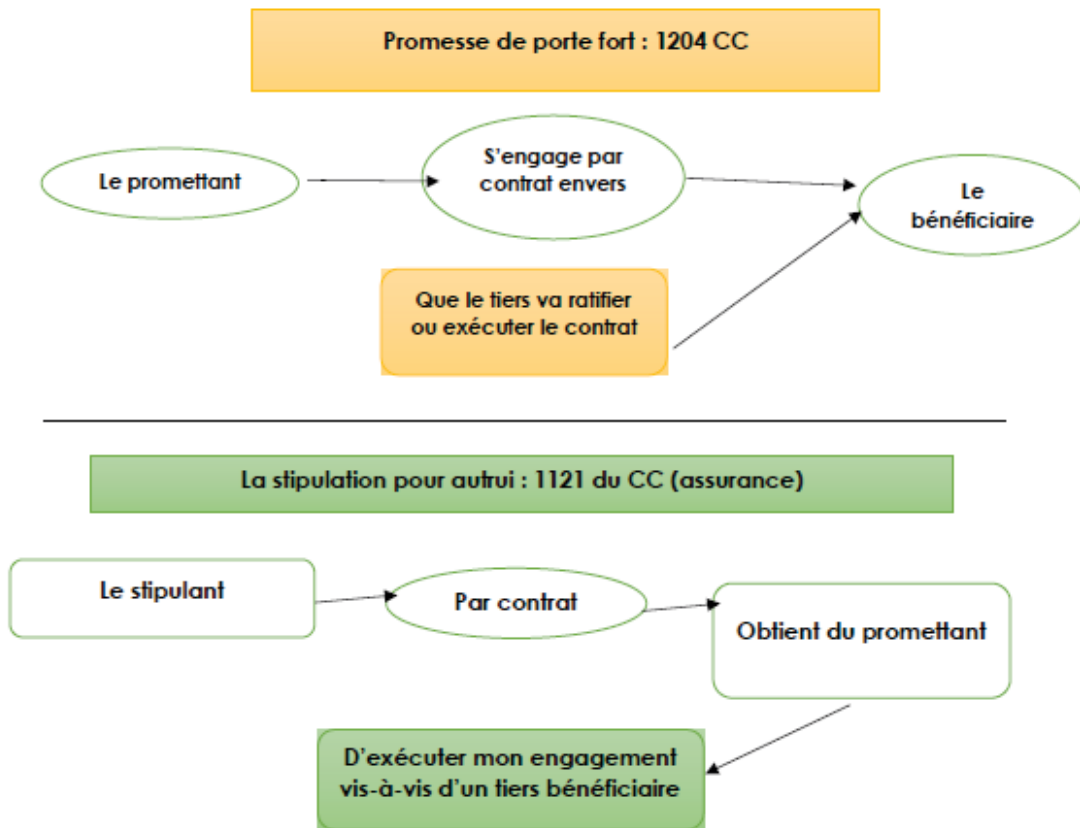 Promesse de porte fort : 1204 CC
Le promettant
S'engage par
contrat envers
Le
bénéficiaire
Que le tiers va ratifier
ou exécuter le contrat
La stipulation pour autrui : 1121 du CC (assurance)
Le stipulant
Par contrat
Obtient du promettant
D'exécuter mon engagement
vis-à-vis d'un tiers bénéficiaire